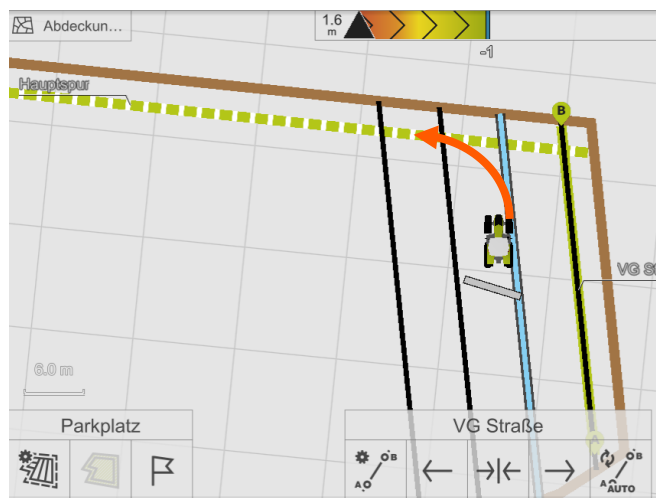 Abdeckun...
1.6
m
-1
Hauptspur
B
VG S
6.0 m
A
Parkplatz
VG Straße
B
A
B
A
AUTO